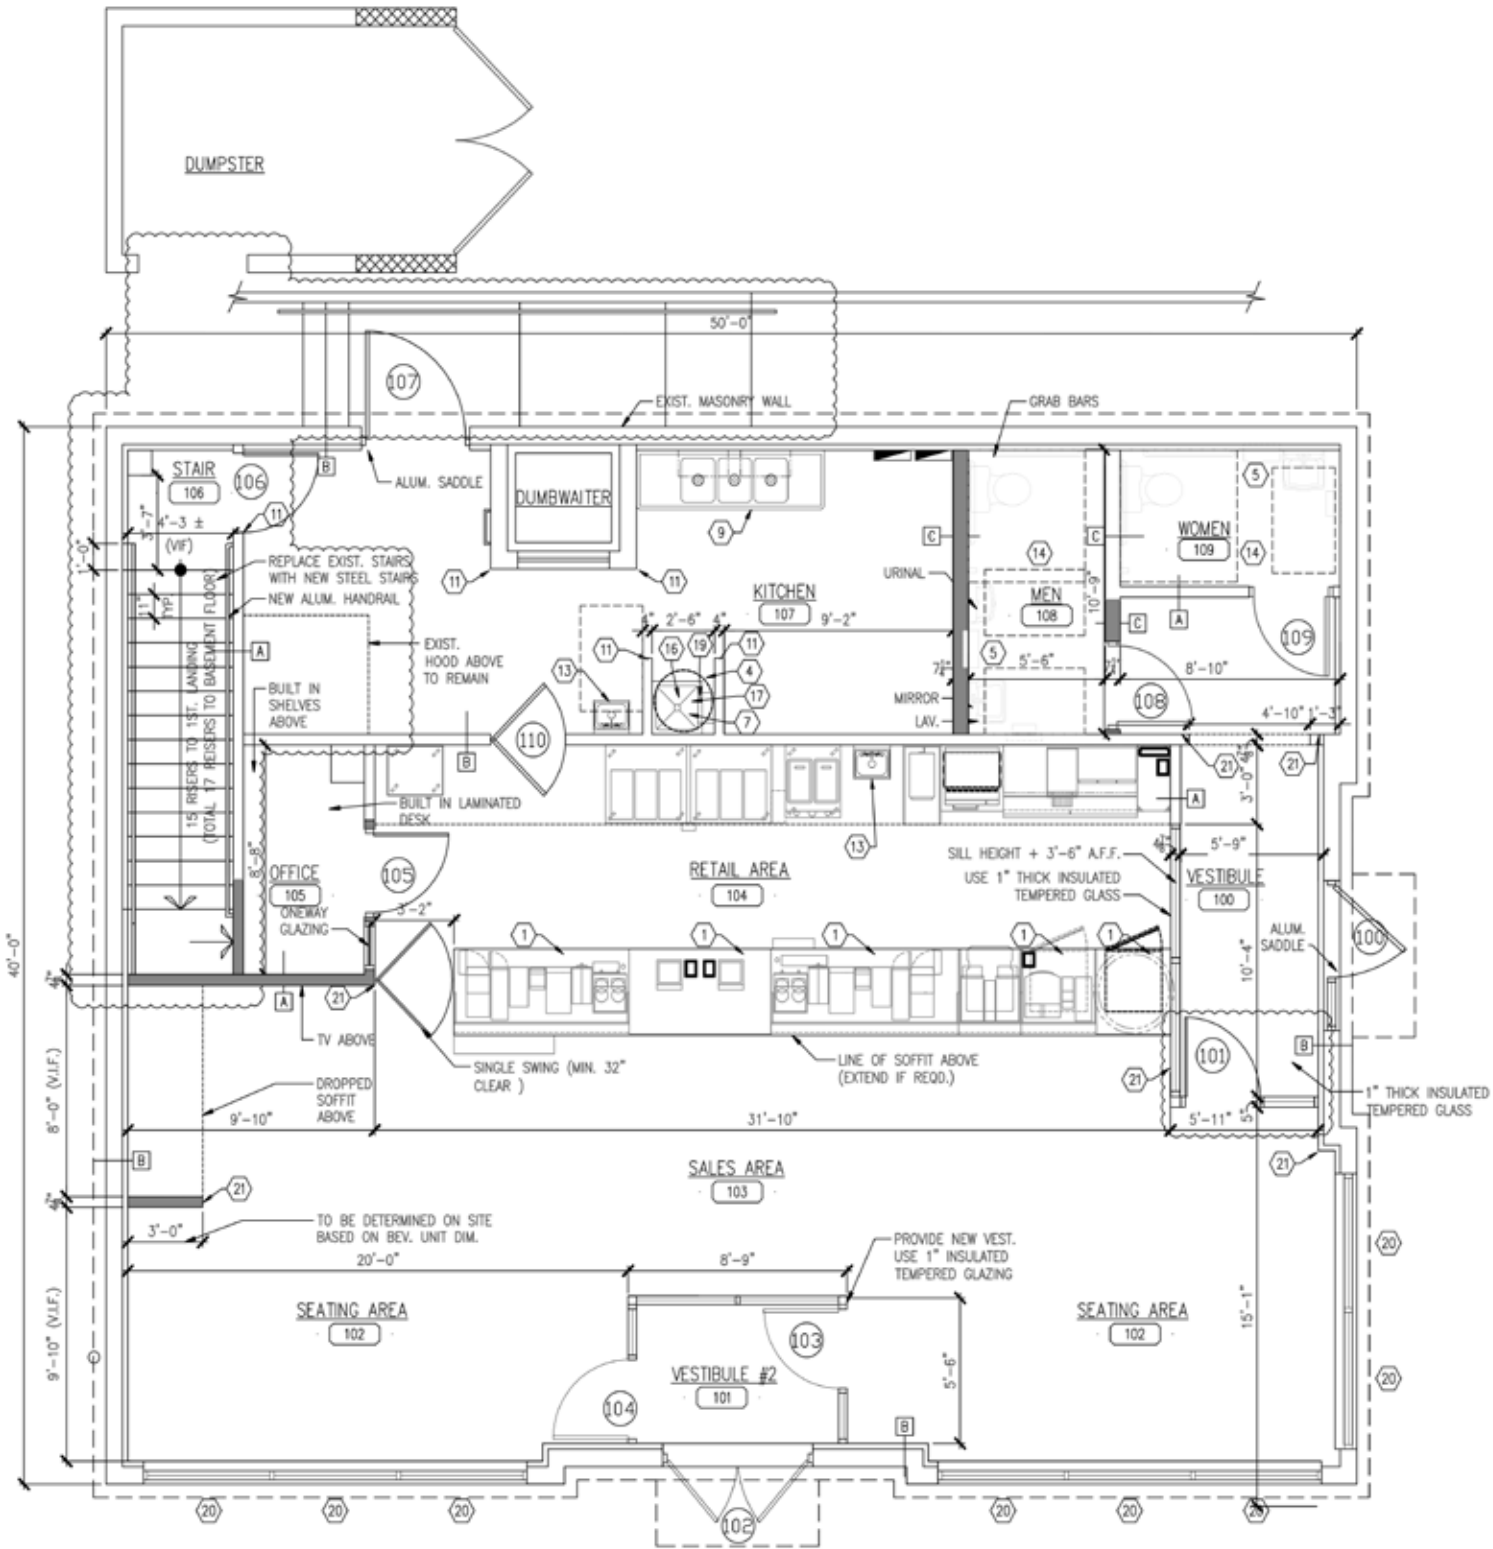 DUMPSTER
50'-0"
107
EXIST. MASONRY WALL
GRAB BARS
STAIR
106
106
B
ALUM. SADDLE
DUMBWAITER
9
5
WOMEN
109
C
C
14
14
11
4'-3 ±
(VIF)
3'-7"
1'-0"
REPLACE EXIST. STAIRS
WITH NEW STEEL STAIRS
NEW ALUM. HANDRAIL
11
11
KITCHEN
107
URINAL
MEN
108
10'-9"
C
A
109
TYP.
A
EXIST.
HOOD ABOVE
TO REMAIN
4"
2'-6"
4"
9'-2"
11
16
19
11
4
17
7
13
5
5'-6"
8'-10"
MIRROR
LAV.
108
4'-10"
1'-3"
15 RISERS TO 1ST. LANDING
(TOTAL 17 REISERS TO BASEMENT FLOOR)
BUILT IN
SHELVES
ABOVE
110
B
21
21
3'-0"
BUILT IN LAMINATED
DESK
A
13
8'-8"
OFFICE
105
ONEWAY
GLAZING
105
3'-2"
RETAIL AREA
104
SILL HEIGHT + 3'-6" A.F.F.
USE 1" THICK INSULATED
TEMPERED GLASS
5'-9"
VESTIBULE
100
ALUM.
SADDLE
100
10'-4"
40'-0"
1
1
1
1
1
A
21
TV ABOVE
SINGLE SWING (MIN. 32"
CLEAR )
LINE OF SOFFIT ABOVE
(EXTEND IF REQD.)
101
B
21
1" THICK INSULATED
TEMPERED GLASS
8'-0" (V.I.F.)
DROPPED
SOFFIT
ABOVE
9'-10"
31'-10"
5'-11"
5"
B
21
SALES AREA
103
21
3'-0"
TO BE DETERMINED ON SITE
BASED ON BEV. UNIT DIM.
20'-0"
8'-9"
PROVIDE NEW VEST.
USE 1" INSULATED
TEMPERED GLAZING
20
9'-10" (V.I.F.)
SEATING AREA
102
103
SEATING AREA
102
15'-1"
VESTIBULE #2
101
5'-6"
104
20
B
20
20
20
102
20
20
20